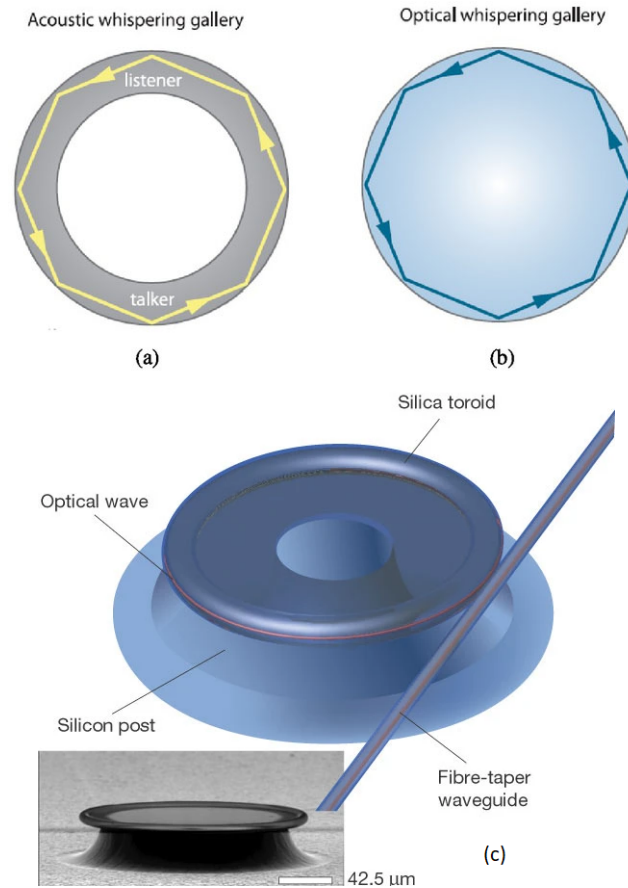 Acoustic whispering gallery
Optical whispering gallery
listener
talker
(a)
(b)
Silica toroid
Optical wave
Silicon post
Fibre-taper
waveguide
(c)
42.5 μm